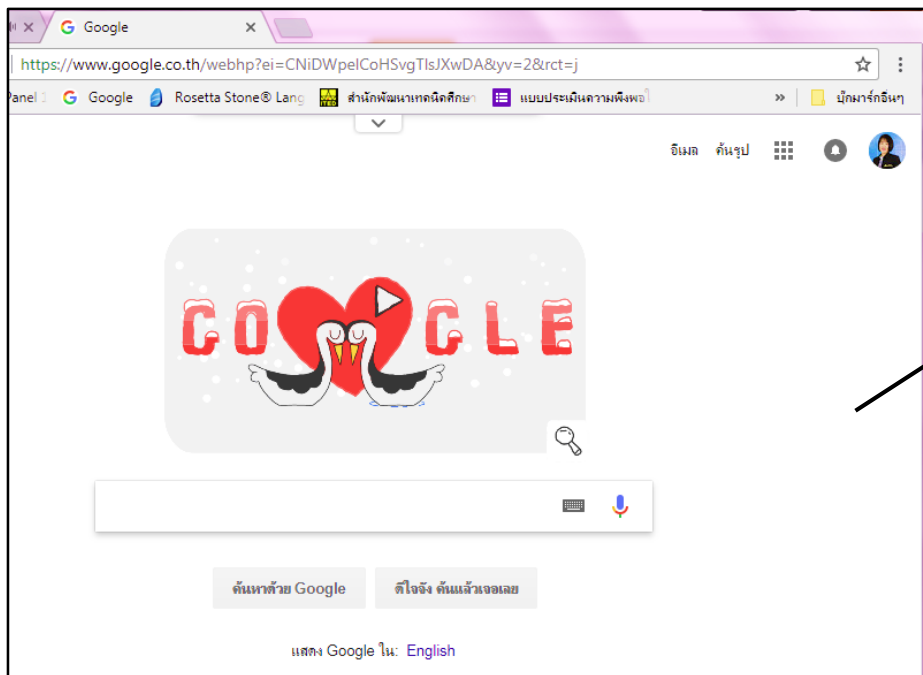 Google
https://www.google.co.th/webhp?ei=CNiDWpeICoHSvgTlsJXwDA&yv=2&rct=j
Panel 1 Google Rosetta Stone® Lang สำนักพัฒนาเทคนิคศึกษา แบบประเมินความพึงพอใ » บุ๊กมาร์กอื่นๆ
อีเมล ค้นรูป
GO CLE
ค้นหาด้วย Google ดีใจจัง ค้นแล้วเจอเลย
แสดง Google ใน: English